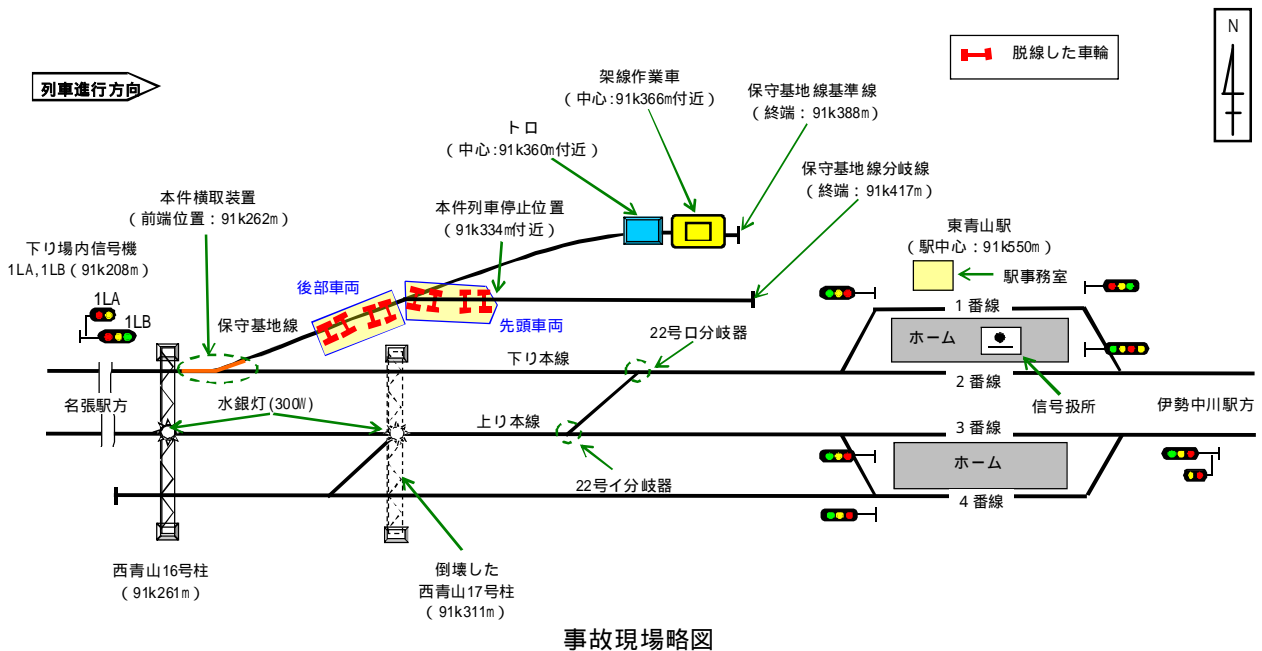 N
脱線した車輪
列車進行方向
架線作業車
(中心:91k366m付近)
保守基地線基準線
(終端:91k388m)
トロ
(中心:91k360m付近)
保守基地線分岐線
(終端:91k417m)
本件横取装置
(前端位置:91k262m)
本件列車停止位置
(91k334m付近)
東青山駅
(駅中心:91k550m)
下り場内信号機
1LA,1LB(91k208m)
駅事務室
1LA
1LB
後部車両
先頭車両
保守基地線
1番線
22号ロ分岐器
ホーム
下り本線
2番線
名張駅方
水銀灯(300W)
信号扱所
伊勢中川駅方
上り本線
3番線
ホーム
22号イ分岐器
4番線
西青山16号柱
(91k261m)
倒壊した
西青山17号柱
(91k311m)
事故現場略図